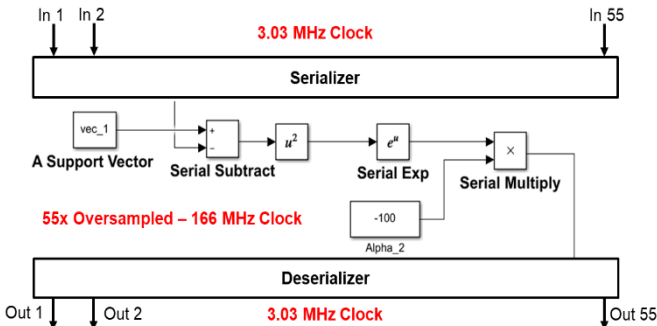 In 1 In 2 In 55
3.03 MHz Clock
Serializer
vec_1
+
−
u²
eᵘ
×
A Support Vector
Serial Subtract
Serial Exp
Serial Multiply
55x Oversampled – 166 MHz Clock
-100
Alpha_2
Deserializer
Out 1 Out 2 3.03 MHz Clock Out 55